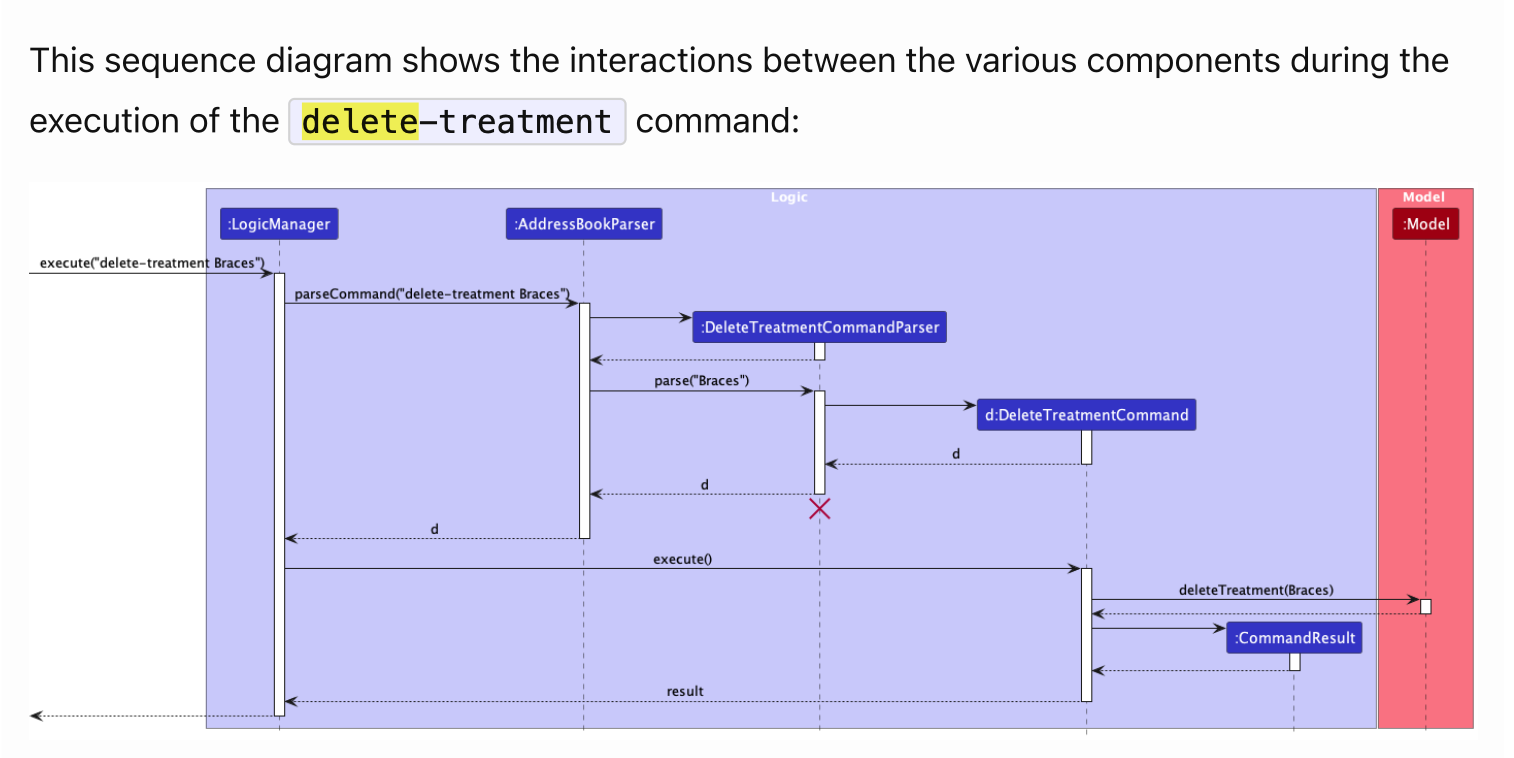 This sequence diagram shows the interactions between the various components during the
execution of the delete-treatment command:
Logic
Model
:LogicManager
:AddressBookParser
:Model
execute("delete-treatment Braces")
parseCommand("delete-treatment Braces")
:DeleteTreatmentCommandParser
parse("Braces")
d:DeleteTreatmentCommand
d
d
d
execute()
deleteTreatment(Braces)
:CommandResult
result